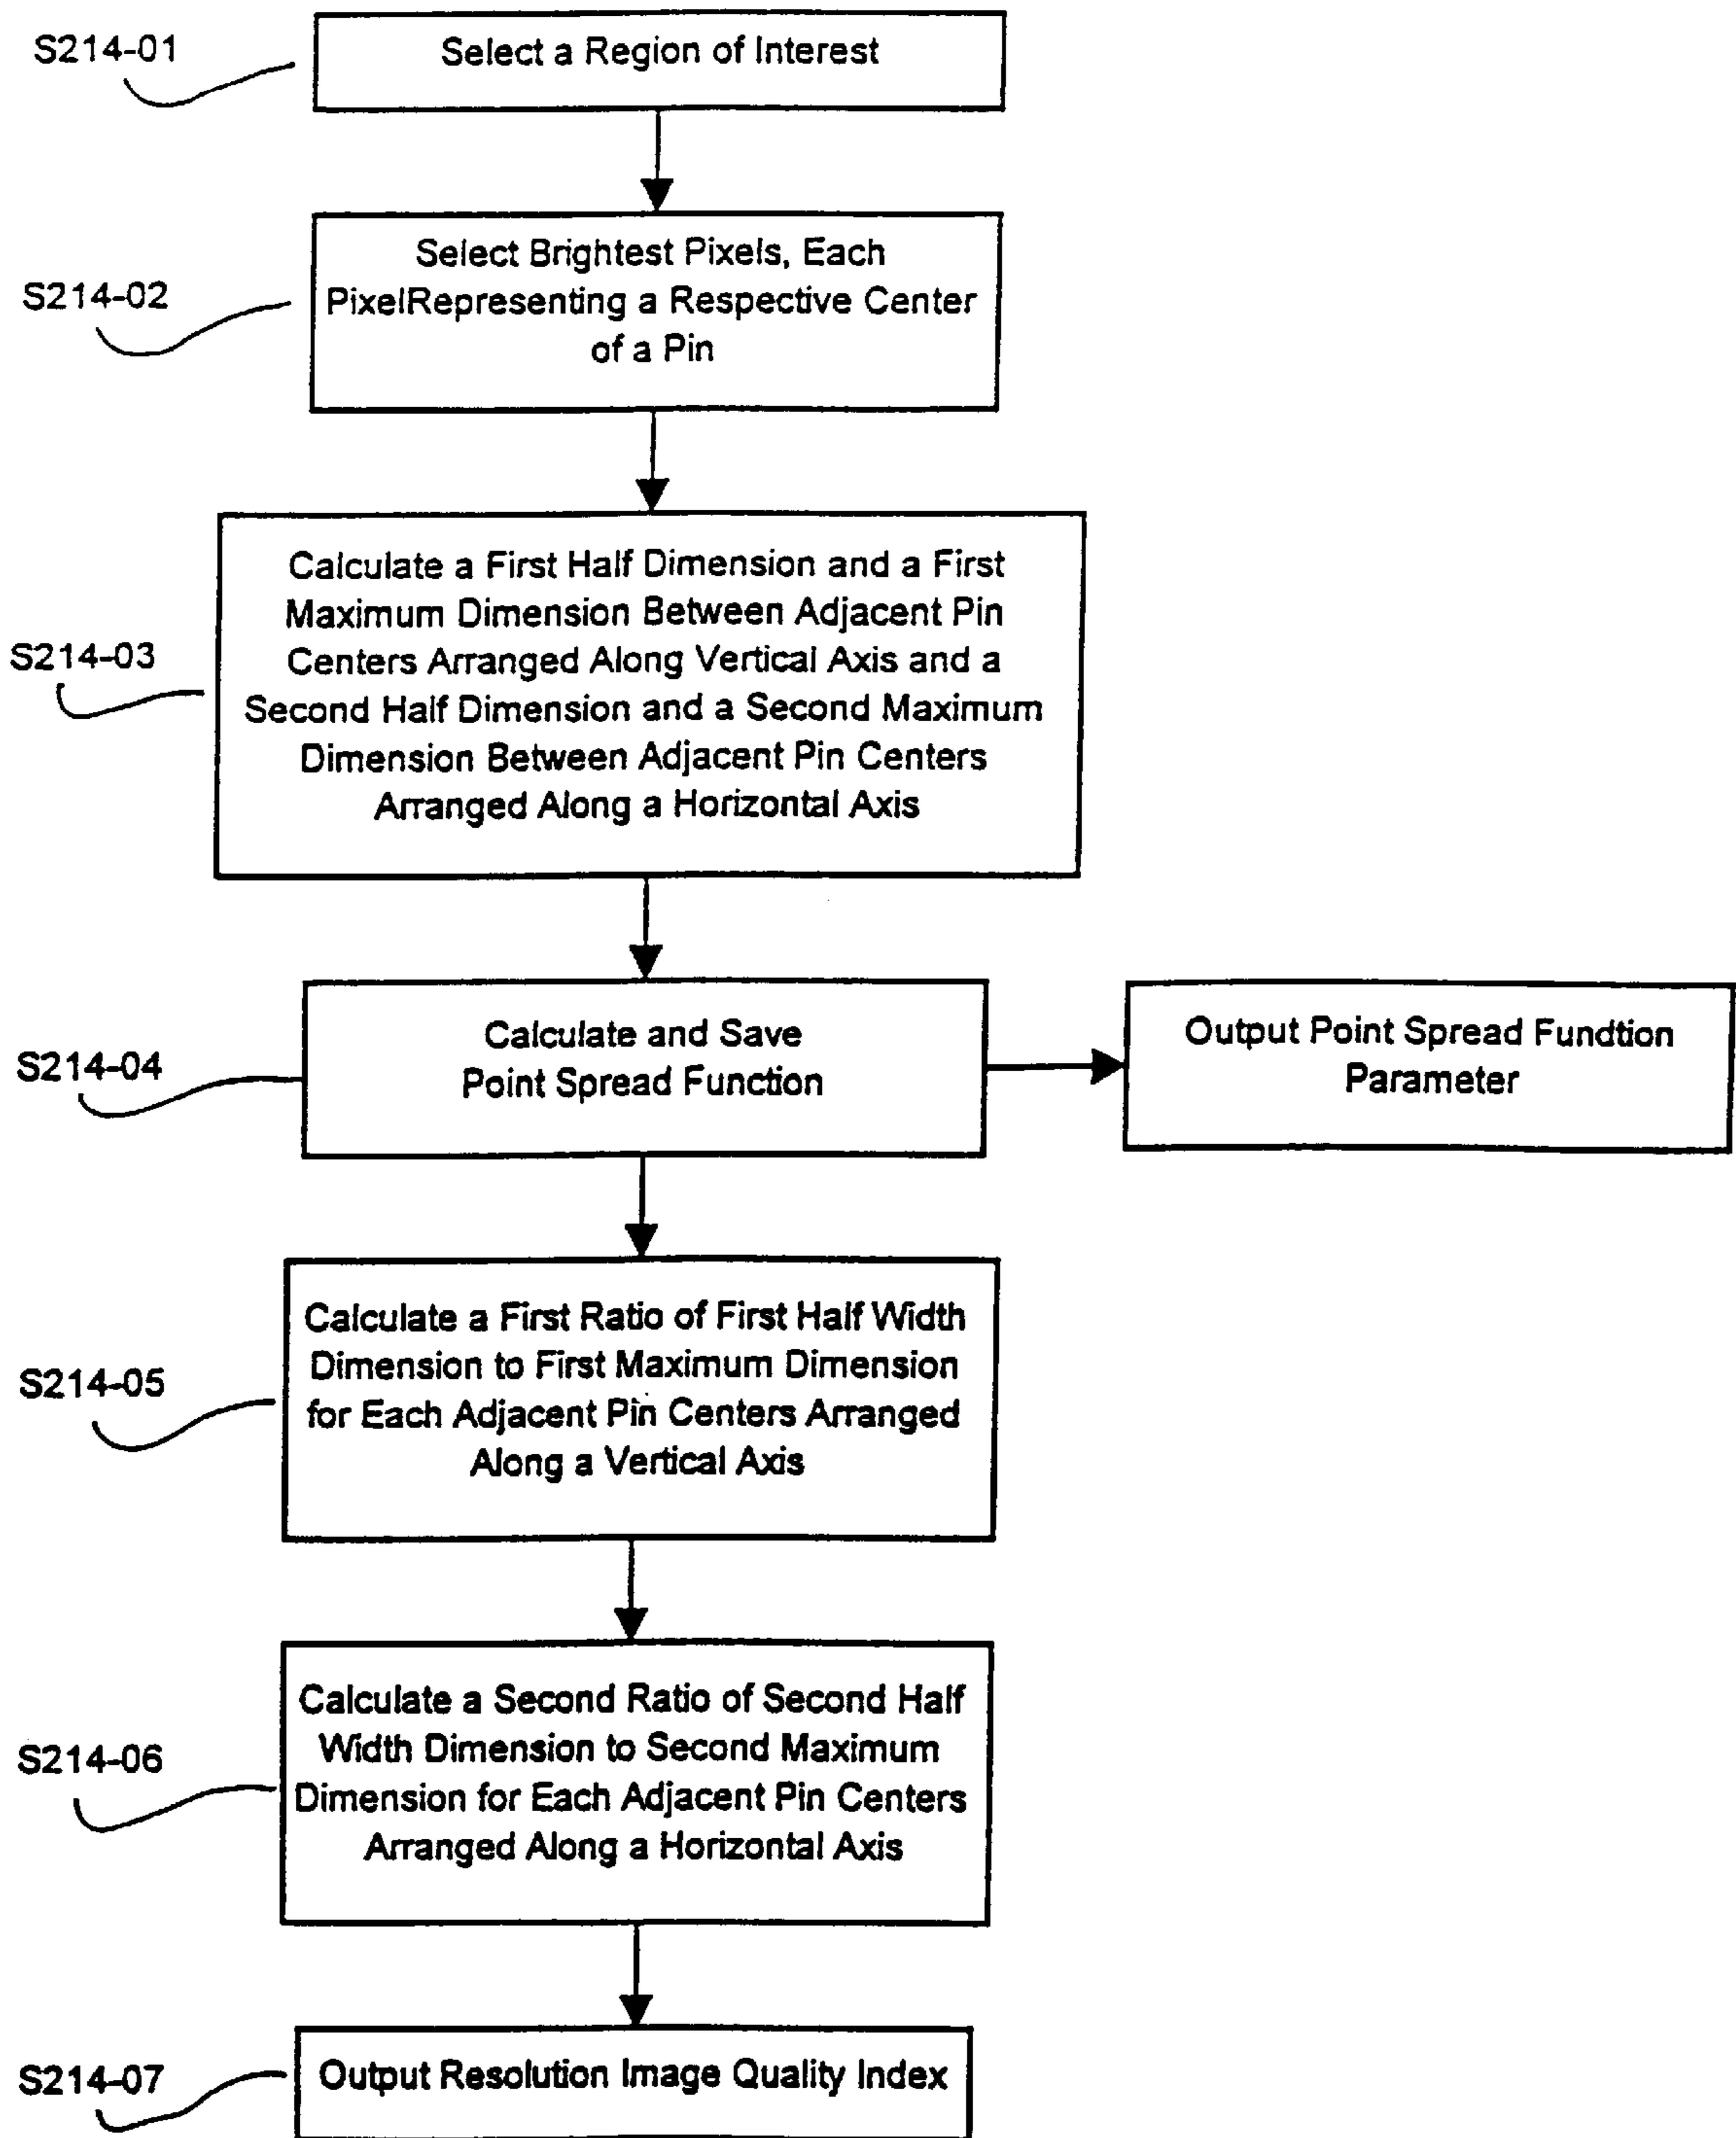 S214-01
Select a Region of Interest
S214-02
Select Brightest Pixels, Each
PixelRepresenting a Respective Center
of a Pin
S214-03
Calculate a First Half Dimension and a First
Maximum Dimension Between Adjacent Pin
Centers Arranged Along Vertical Axis and a
Second Half Dimension and a Second Maximum
Dimension Between Adjacent Pin Centers
Arranged Along a Horizontal Axis
S214-04
Calculate and Save
Point Spread Function
Output Point Spread Fundtion
Parameter
S214-05
Calculate a First Ratio of First Half Width
Dimension to First Maximum Dimension
for Each Adjacent Pin Centers Arranged
Along a Vertical Axis
S214-06
Calculate a Second Ratio of Second Half
Width Dimension to Second Maximum
Dimension for Each Adjacent Pin Centers
Arranged Along a Horizontal Axis
S214-07
Output Resolution Image Quality Index